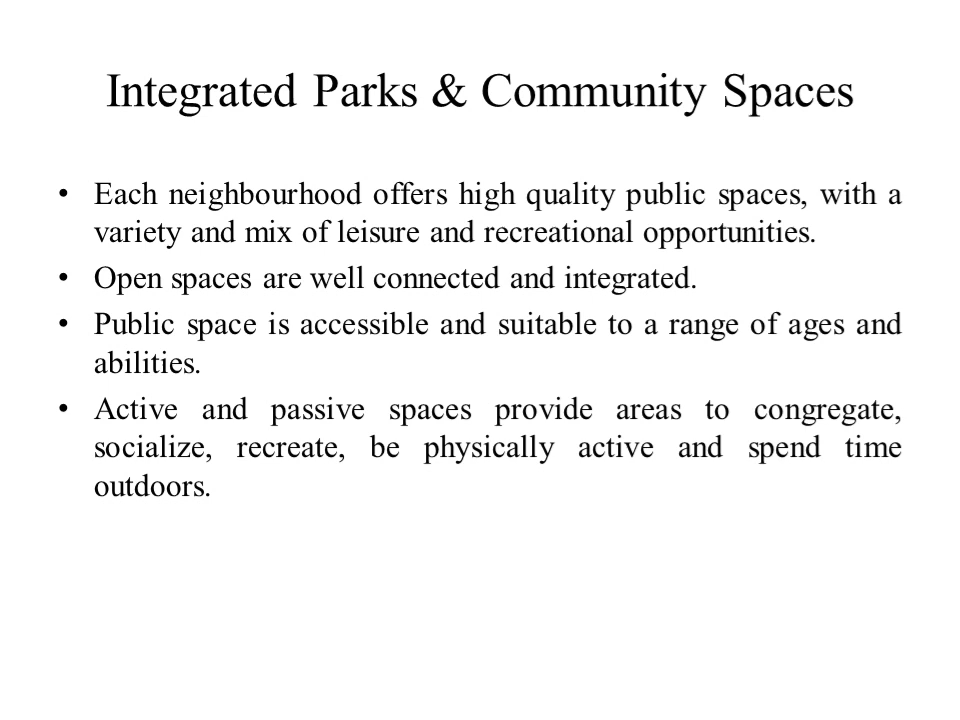 Integrated Parks & Community Spaces
• Each neighbourhood offers high quality public spaces, with a
variety and mix of leisure and recreational opportunities.
• Open spaces are well connected and integrated.
• Public space is accessible and suitable to a range of ages and
abilities.
• Active and passive spaces provide areas to congregate,
socialize, recreate, be physically active and spend time
outdoors.